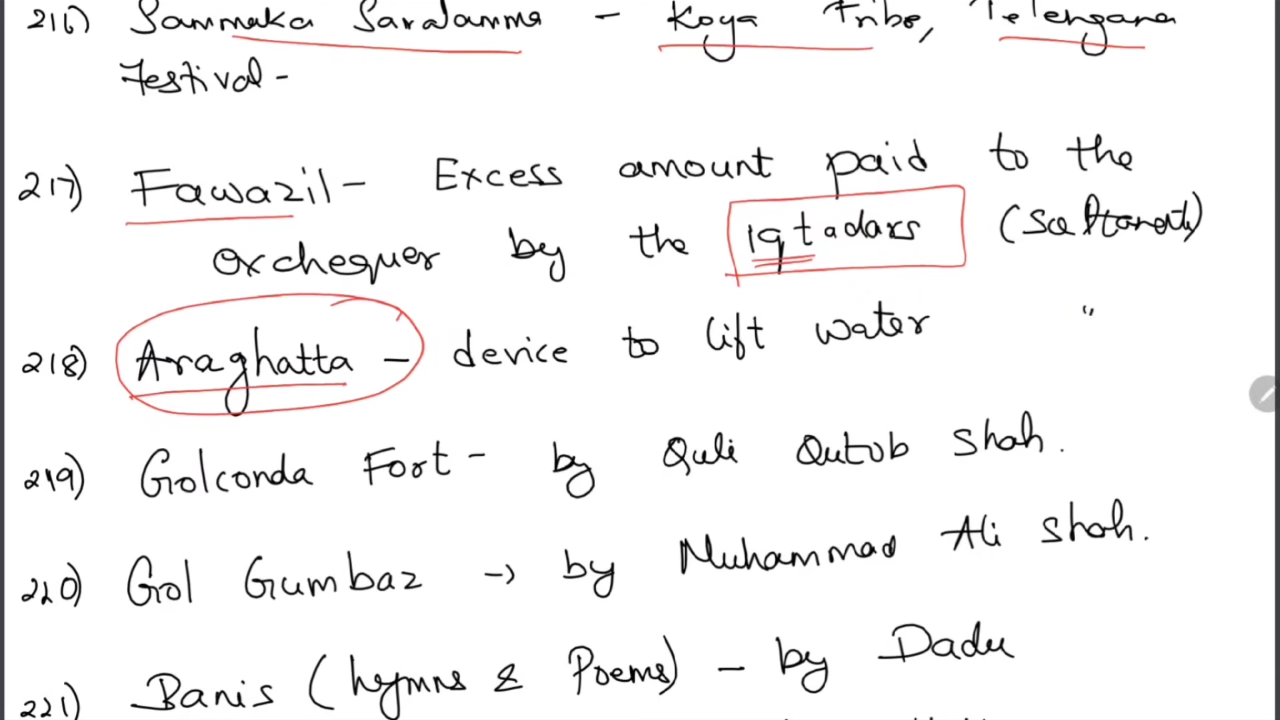 216) Sammaka Saralamma - Koya Tribe, Telengana
Festival -
217) Fawazil - Excess amount paid to the
exchequer by the Iqtadars (Sultanate)
218) Araghatta - device to lift water "
219) Golconda Fort - by Quli Qutub Shah.
220) Gol Gumbaz → by Muhammad Ali Shah.
221) Banis (hymns & Poems) - by Dadu